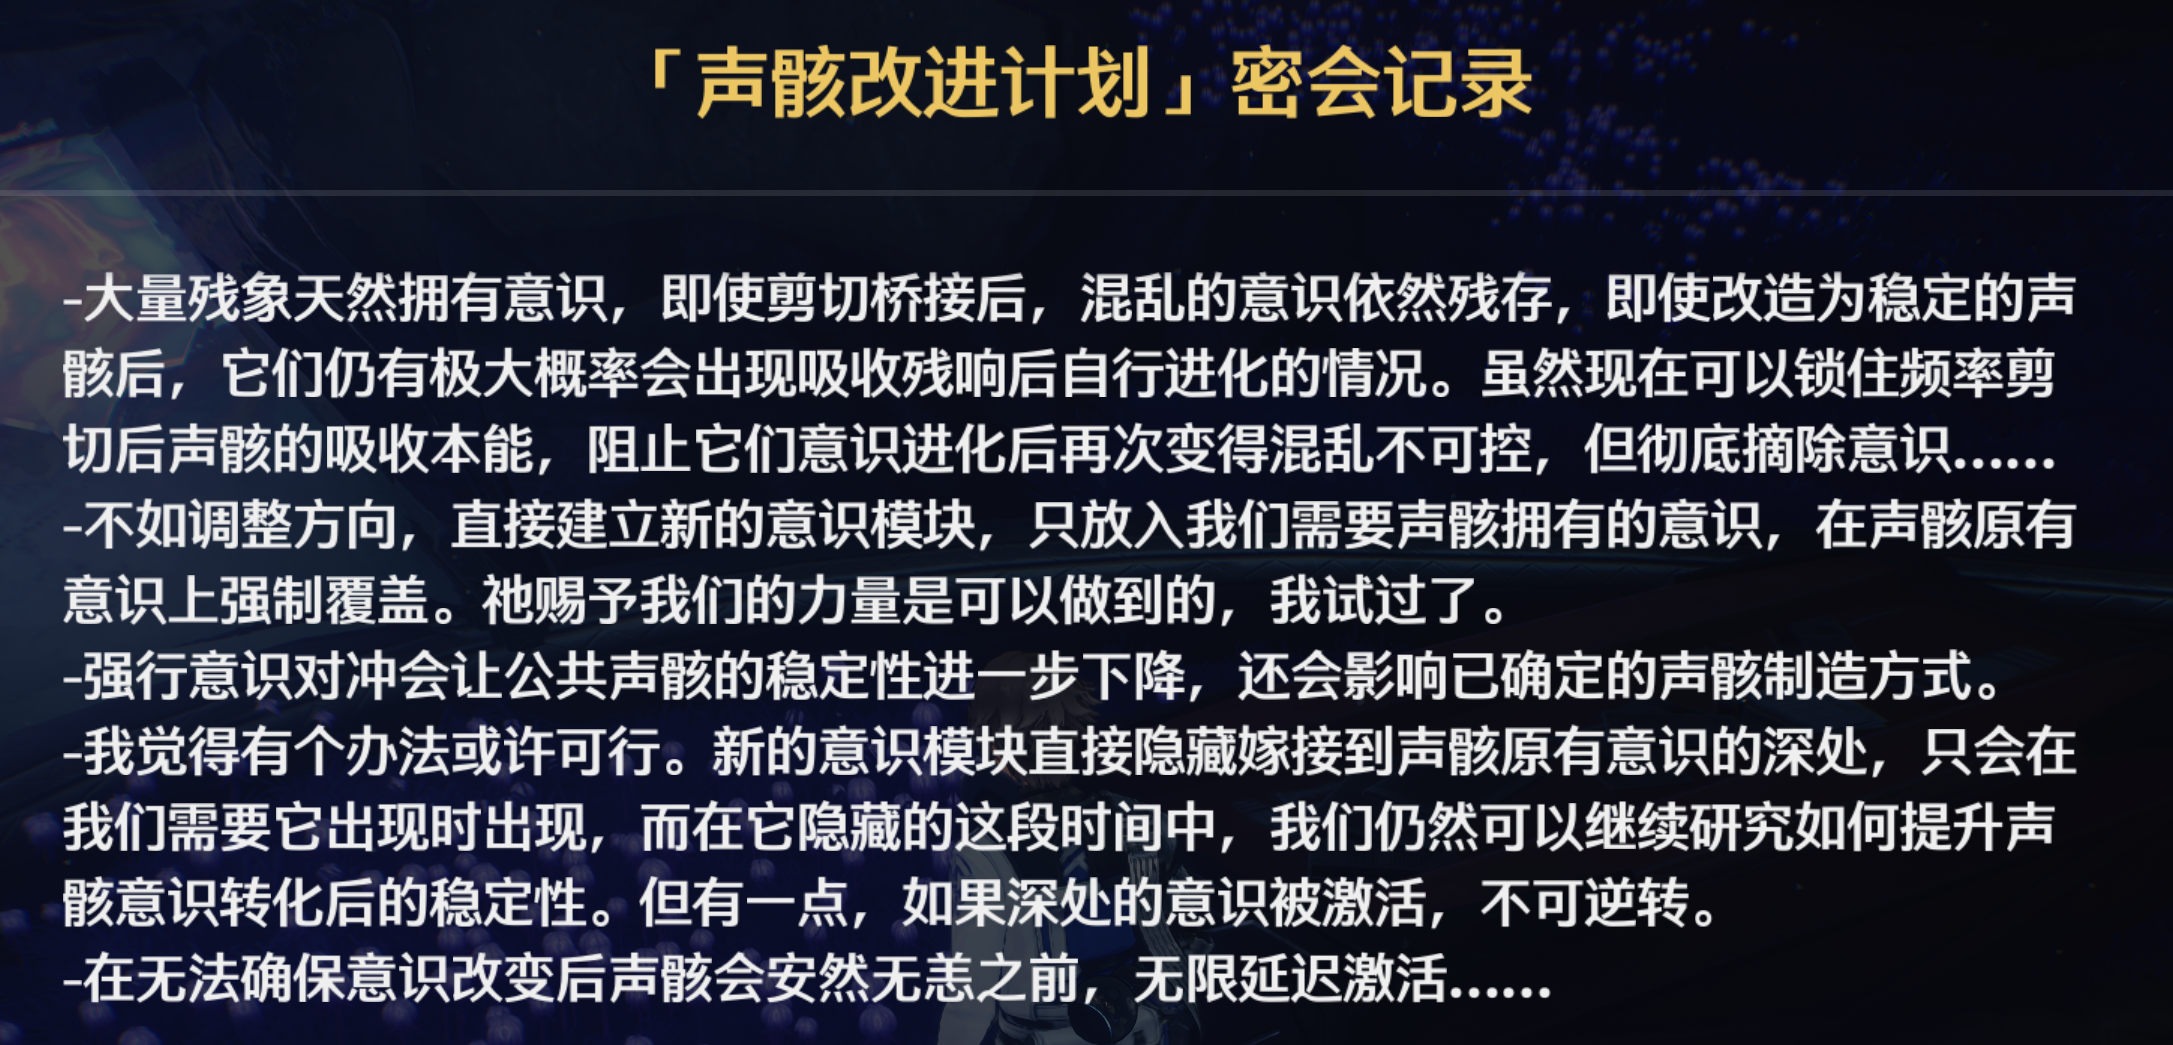 「声骸改进计划」密会记录
-大量残象天然拥有意识，即使剪切桥接后，混乱的意识依然残存，即使改造为稳定的声
骸后，它们仍有极大概率会出现吸收残响后自行进化的情况。虽然现在可以锁住频率剪
切后声骸的吸收本能，阻止它们意识进化后再次变得混乱不可控，但彻底摘除意识……
-不如调整方向，直接建立新的意识模块，只放入我们需要声骸拥有的意识，在声骸原有
意识上强制覆盖。祂赐予我们的力量是可以做到的，我试过了。
-强行意识对冲会让公共声骸的稳定性进一步下降，还会影响已确定的声骸制造方式。
-我觉得有个办法或许可行。新的意识模块直接隐藏嫁接到声骸原有意识的深处，只会在
我们需要它出现时出现，而在它隐藏的这段时间中，我们仍然可以继续研究如何提升声
骸意识转化后的稳定性。但有一点，如果深处的意识被激活，不可逆转。
-在无法确保意识改变后声骸会安然无恙之前，无限延迟激活……